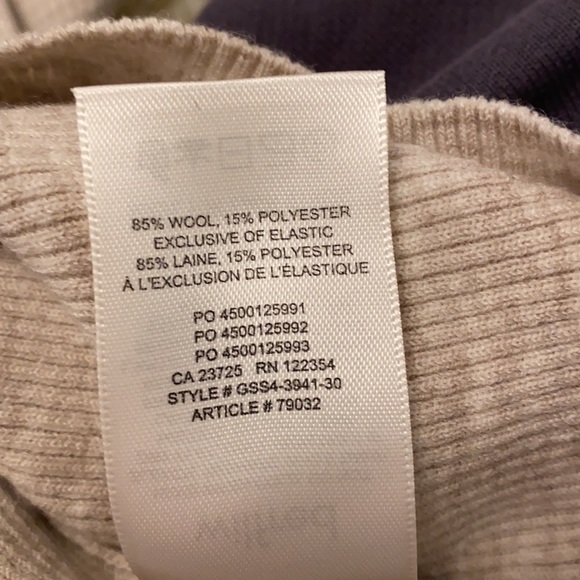 85% WOOL, 15% POLYESTER
EXCLUSIVE OF ELASTIC
85% LAINE, 15% POLYESTER
À L'EXCLUSION DE L'ÉLASTIQUE
PO 4500125991
PO 4500125992
PO 4500125993
CA 23725 RN 122354
STYLE # GSS4-3941-30
ARTICLE # 79032